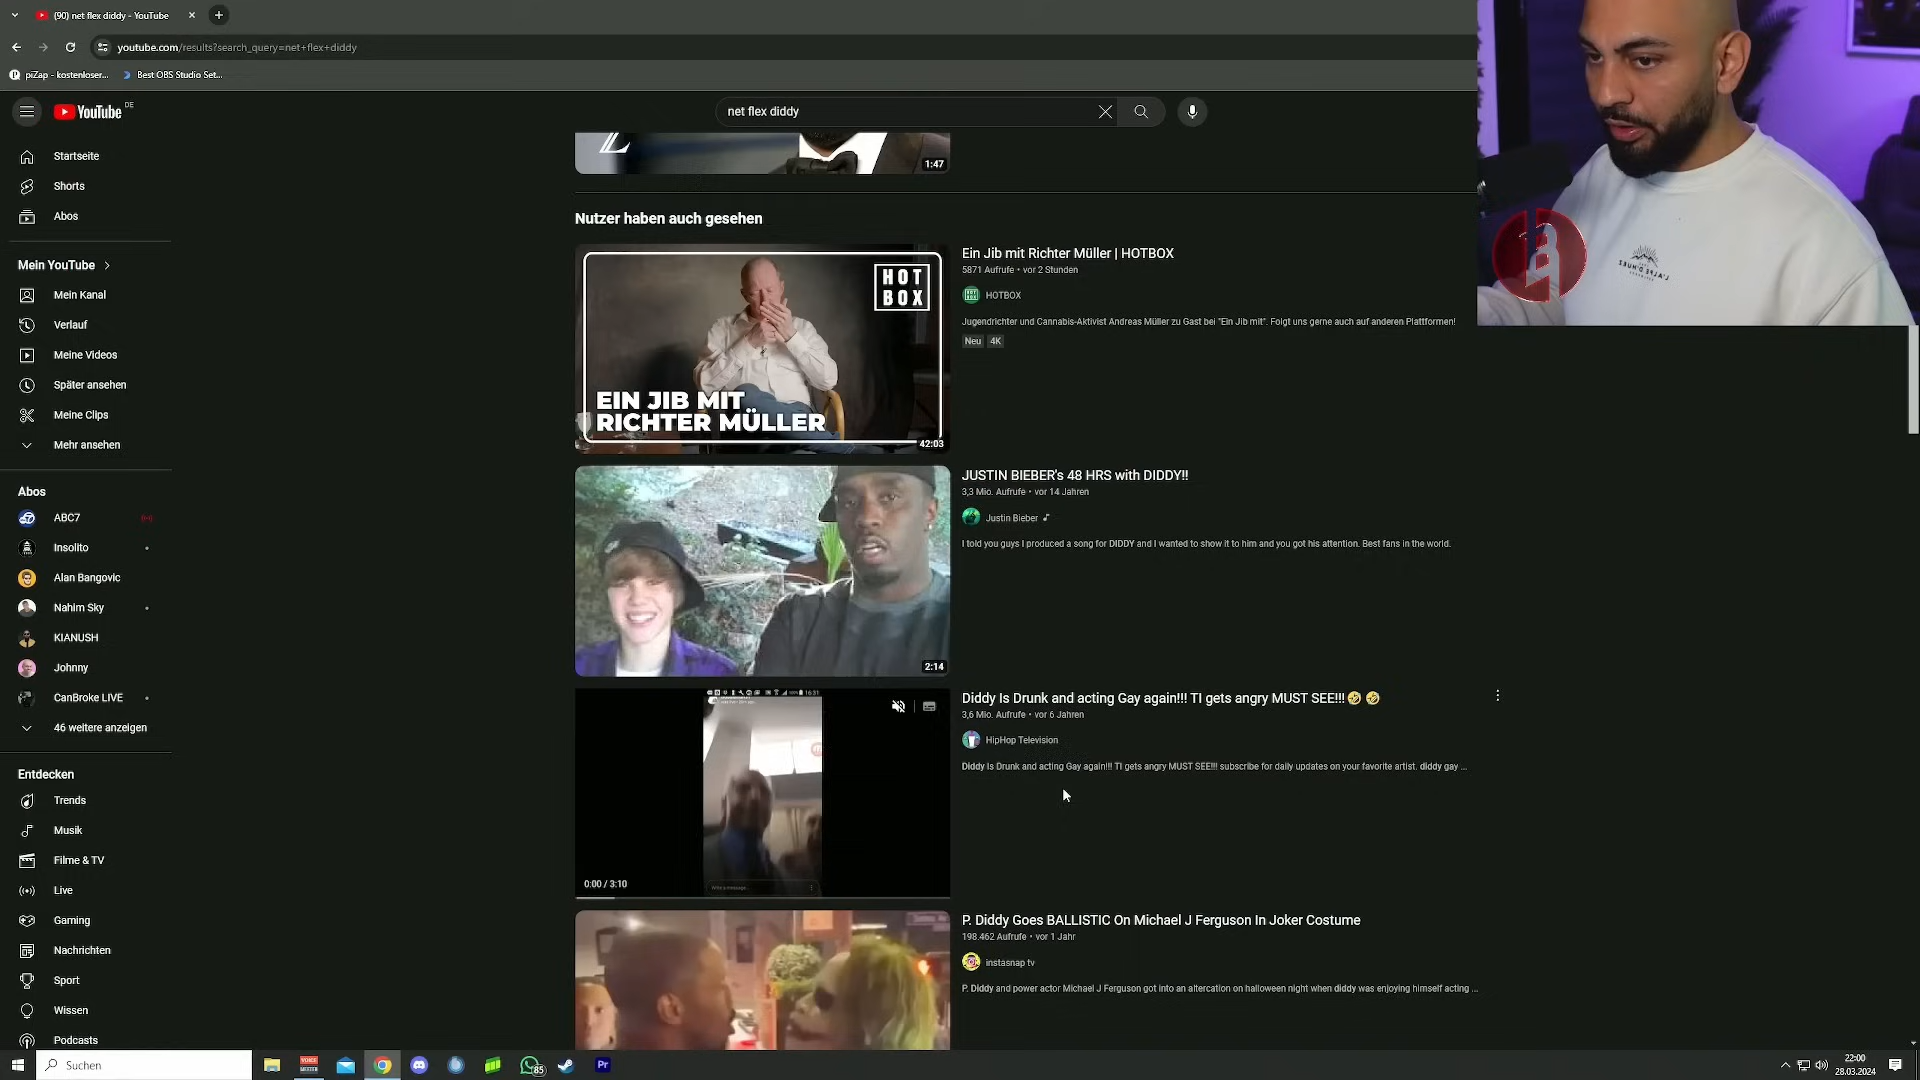 (90) net flex diddy - YouTube
youtube.com/results?search_query=net+flex+diddy
piZap - kostenloser...
Best OBS Studio Set...
YouTube DE
net flex diddy
Startseite
Shorts
Abos
Mein YouTube
Mein Kanal
Verlauf
Meine Videos
Später ansehen
Meine Clips
Mehr ansehen
Abos
ABC7
Insolito
Alan Bangovic
Nahim Sky
KIANUSH
Johnny
CanBroke LIVE
46 weitere anzeigen
Entdecken
Trends
Musik
Filme & TV
Live
Gaming
Nachrichten
Sport
Wissen
Podcasts
1:47
Nutzer haben auch gesehen
HOT
BOX
EIN JIB MIT
RICHTER MÜLLER
42:03
Ein Jib mit Richter Müller | HOTBOX
5871 Aufrufe • vor 2 Stunden
HOTBOX
Jugendrichter und Cannabis-Aktivist Andreas Müller zu Gast bei "Ein Jib mit". Folgt uns gerne auch auf anderen Plattformen!
Neu 4K
2:14
JUSTIN BIEBER's 48 HRS with DIDDY!!
3,3 Mio. Aufrufe • vor 14 Jahren
Justin Bieber
I told you guys I produced a song for DIDDY and I wanted to show it to him and you got his attention. Best fans in the world.
16:31
Write a message...
0:00 / 3:10
Diddy Is Drunk and acting Gay again!!! TI gets angry MUST SEE!!!🤣 🤣
3,6 Mio. Aufrufe • vor 6 Jahren
HipHop Television
Diddy Is Drunk and acting Gay again!!! TI gets angry MUST SEE!!! subscribe for daily updates on your favorite artist. diddy gay ...
P. Diddy Goes BALLISTIC On Michael J Ferguson In Joker Costume
198.462 Aufrufe • vor 1 Jahr
instasnap tv
P. Diddy and power actor Michael J Ferguson got into an altercation on halloween night when diddy was enjoying himself acting ...
Suchen
VOICE
85
Pr
22:00
28.03.2024